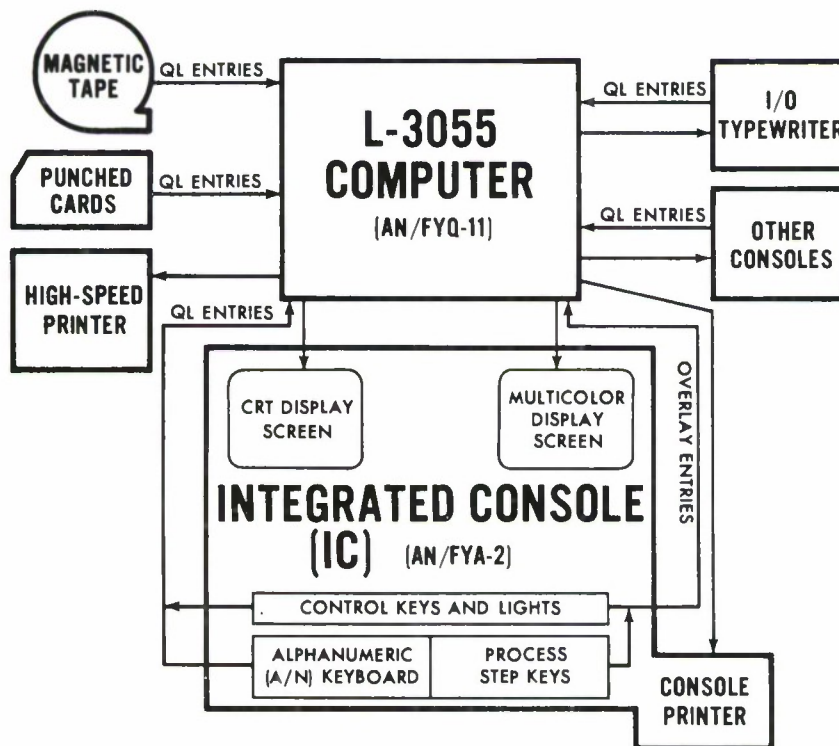 MAGNETIC
TAPE
QL ENTRIES
L-3055
COMPUTER
(AN/FYQ-11)
QL ENTRIES
I/O
TYPEWRITER
PUNCHED
CARDS
QL ENTRIES
QL ENTRIES
OTHER
CONSOLES
HIGH-SPEED
PRINTER
QL ENTRIES
CRT DISPLAY
SCREEN
MULTICOLOR
DISPLAY
SCREEN
OVERLAY ENTRIES
INTEGRATED CONSOLE
(IC) (AN/FYA-2)
CONTROL KEYS AND LIGHTS
ALPHANUMERIC
(A/N) KEYBOARD
PROCESS
STEP KEYS
CONSOLE
PRINTER